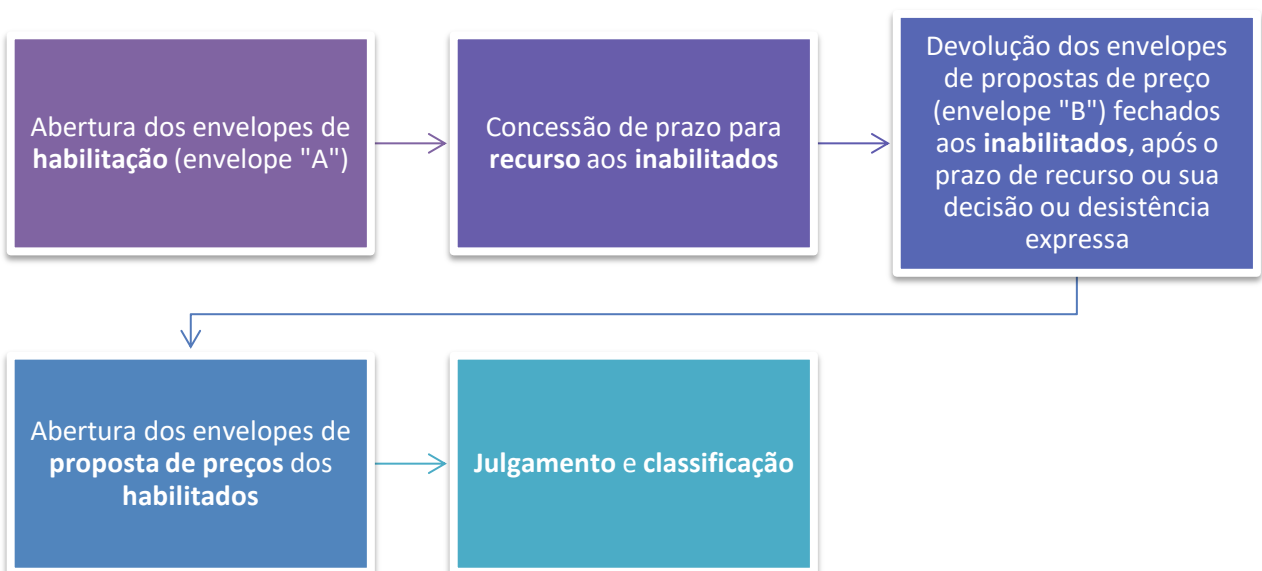 Abertura dos envelopes de
habilitação (envelope "A")
Concessão de prazo para
recurso aos inabilitados
Devolução dos envelopes
de propostas de preço
(envelope "B") fechados
aos inabilitados, após o
prazo de recurso ou sua
decisão ou desistência
expressa
Abertura dos envelopes de
proposta de preços dos
habilitados
Julgamento e classificação